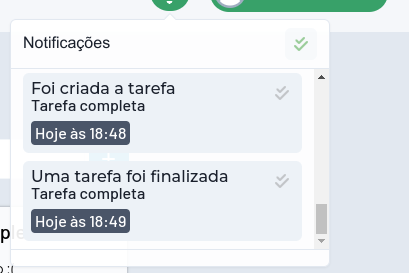 Notificações
Foi criada a tarefa
Tarefa completa
Hoje às 18:48
Uma tarefa foi finalizada
Tarefa completa
Hoje às 18:49